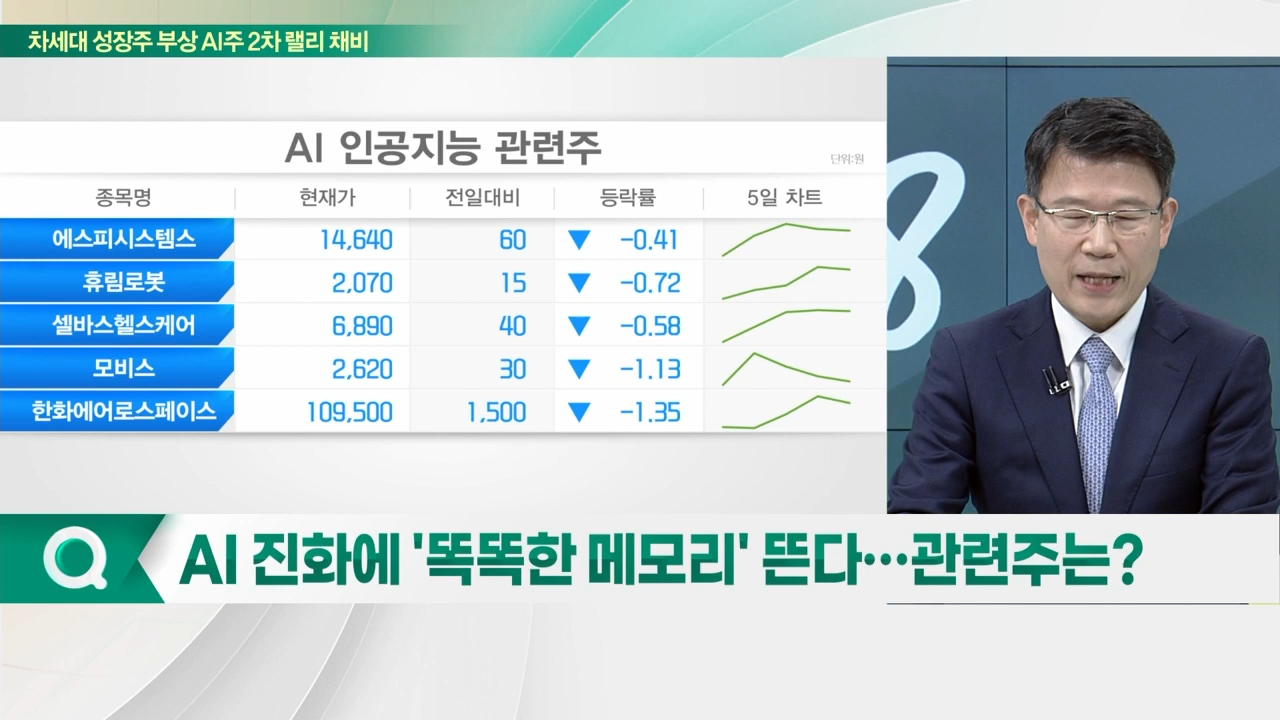 차세대 성장주 부상 AI주 2차 랠리 채비
AI 인공지능 관련주
단위:원
종목명 현재가 전일대비 등락률 5일 차트
에스피시스템스 14,640 60 ▼ -0.41
휴림로봇 2,070 15 ▼ -0.72
셀바스헬스케어 6,890 40 ▼ -0.58
모비스 2,620 30 ▼ -1.13
한화에어로스페이스 109,500 1,500 ▼ -1.35
8
AI 진화에 '똑똑한 메모리' 뜬다…관련주는?